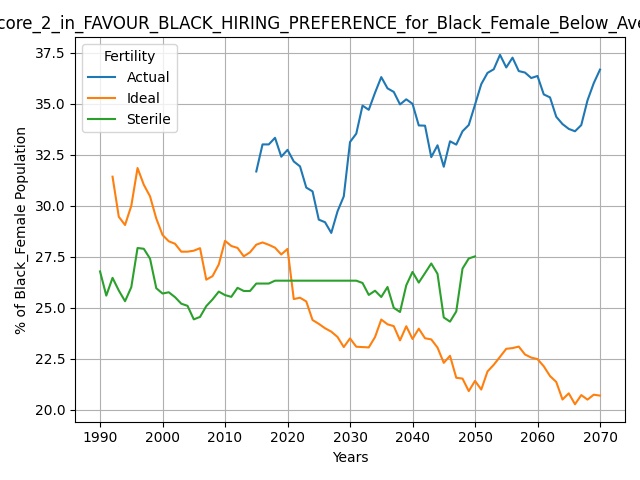 core_2_in_FAVOUR_BLACK_HIRING_PREFERENCE_for_Black_Female_Below_Ave
Fertility
Actual
Ideal
Sterile
% of Black_Female Population
37.5
35.0
32.5
30.0
27.5
25.0
22.5
20.0
1990 2000 2010 2020 2030 2040 2050 2060 2070
Years